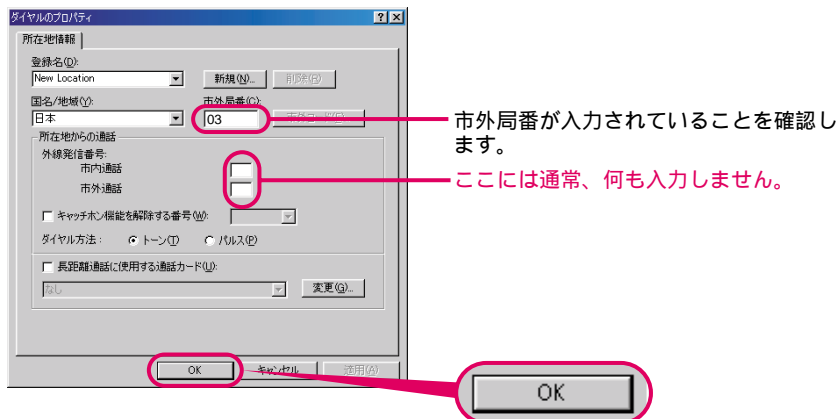 ダイヤルのプロパティ
所在地情報
登録名(D):
New Location
新規(N)...
削除(R)
国名/地域(Y):
市外局番(C):
日本
03
所在地からの通話
外線発信番号:
市内通話
市外通話
キャッチホン機能を解除する番号(W):
ダイヤル方法:
トーン(T)
パルス(P)
長距離通話に使用する通話カード(U):
なし
変更(G)...
OK
キャンセル
適用(A)
市外局番が入力されていることを確認し
ます。
ここには通常、何も入力しません。
OK